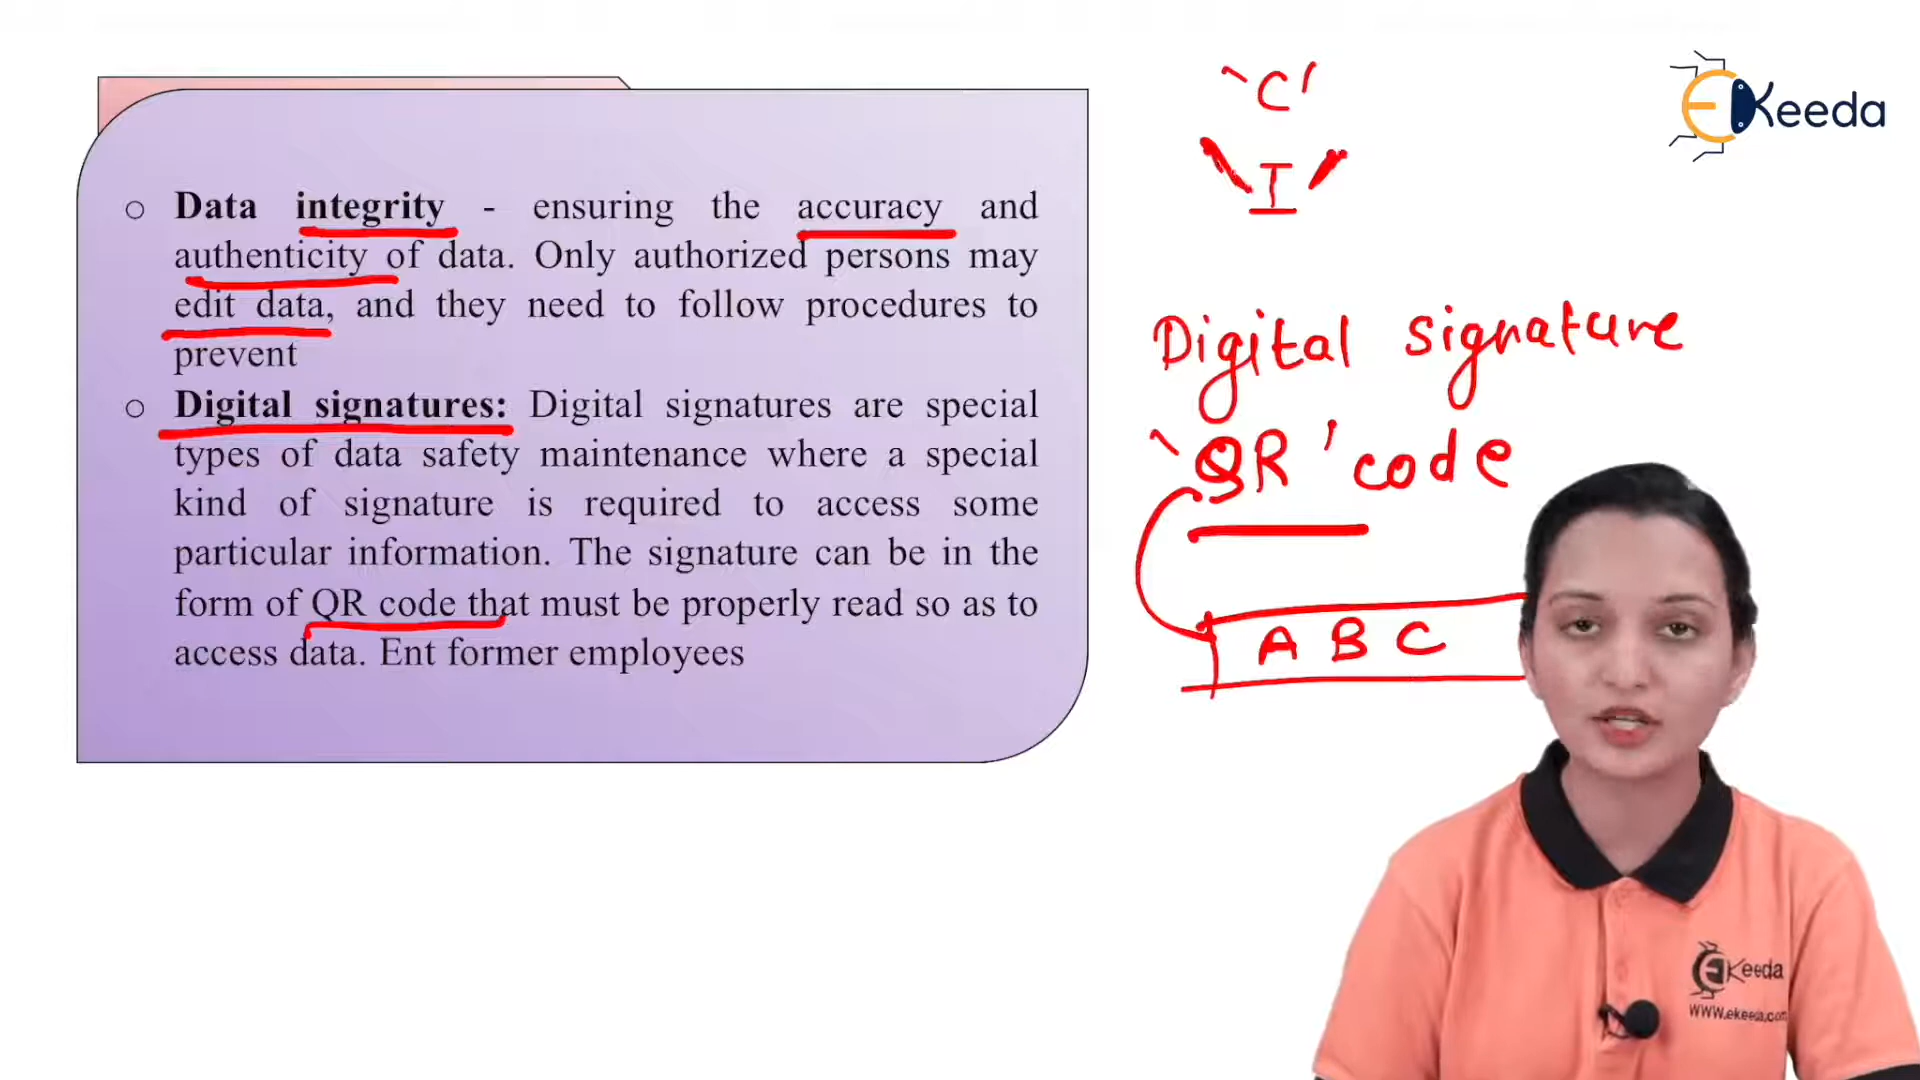 o Data integrity - ensuring the accuracy and
authenticity of data. Only authorized persons may
edit data, and they need to follow procedures to
prevent
o Digital signatures: Digital signatures are special
types of data safety maintenance where a special
kind of signature is required to access some
particular information. The signature can be in the
form of QR code that must be properly read so as to
access data. Ent former employees
'C'
I
Digital signature
'QR' code
A B C
EKeeda
EKeeda
www.ekeeda.com